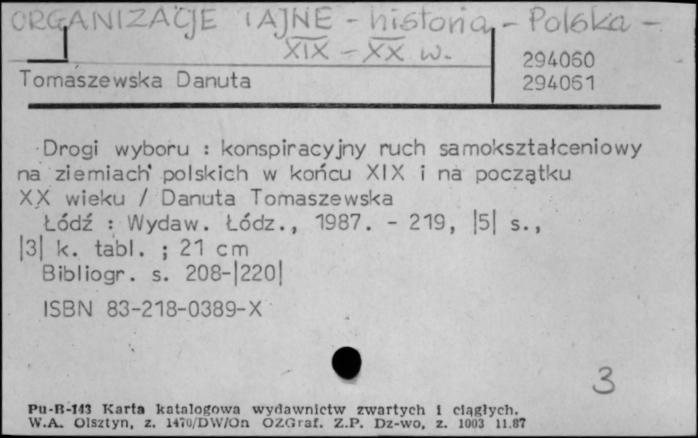 ORGANIZACJE TAJNE - historia, - Polska -
XIX - XX w.
294060
Tomaszewska Danuta 294061
Drogi wyboru : konspiracyjny ruch samokształceniowy
na ziemiach polskich w końcu XIX i na początku
XX wieku / Danuta Tomaszewska
Łódź : Wydaw. Łódz., 1987. - 219, |5| s.,
|3| k. tabl. ; 21 cm
Bibliogr. s. 208-|220|
ISBN 83-218-0389-X
3
Pu-B-143 Karta katalogowa wydawnictw zwartych i ciągłych.
W.A. Olsztyn, z. 1470/DW/On OZGraf. Z.P. Dz-wo, z. 1003 11.87